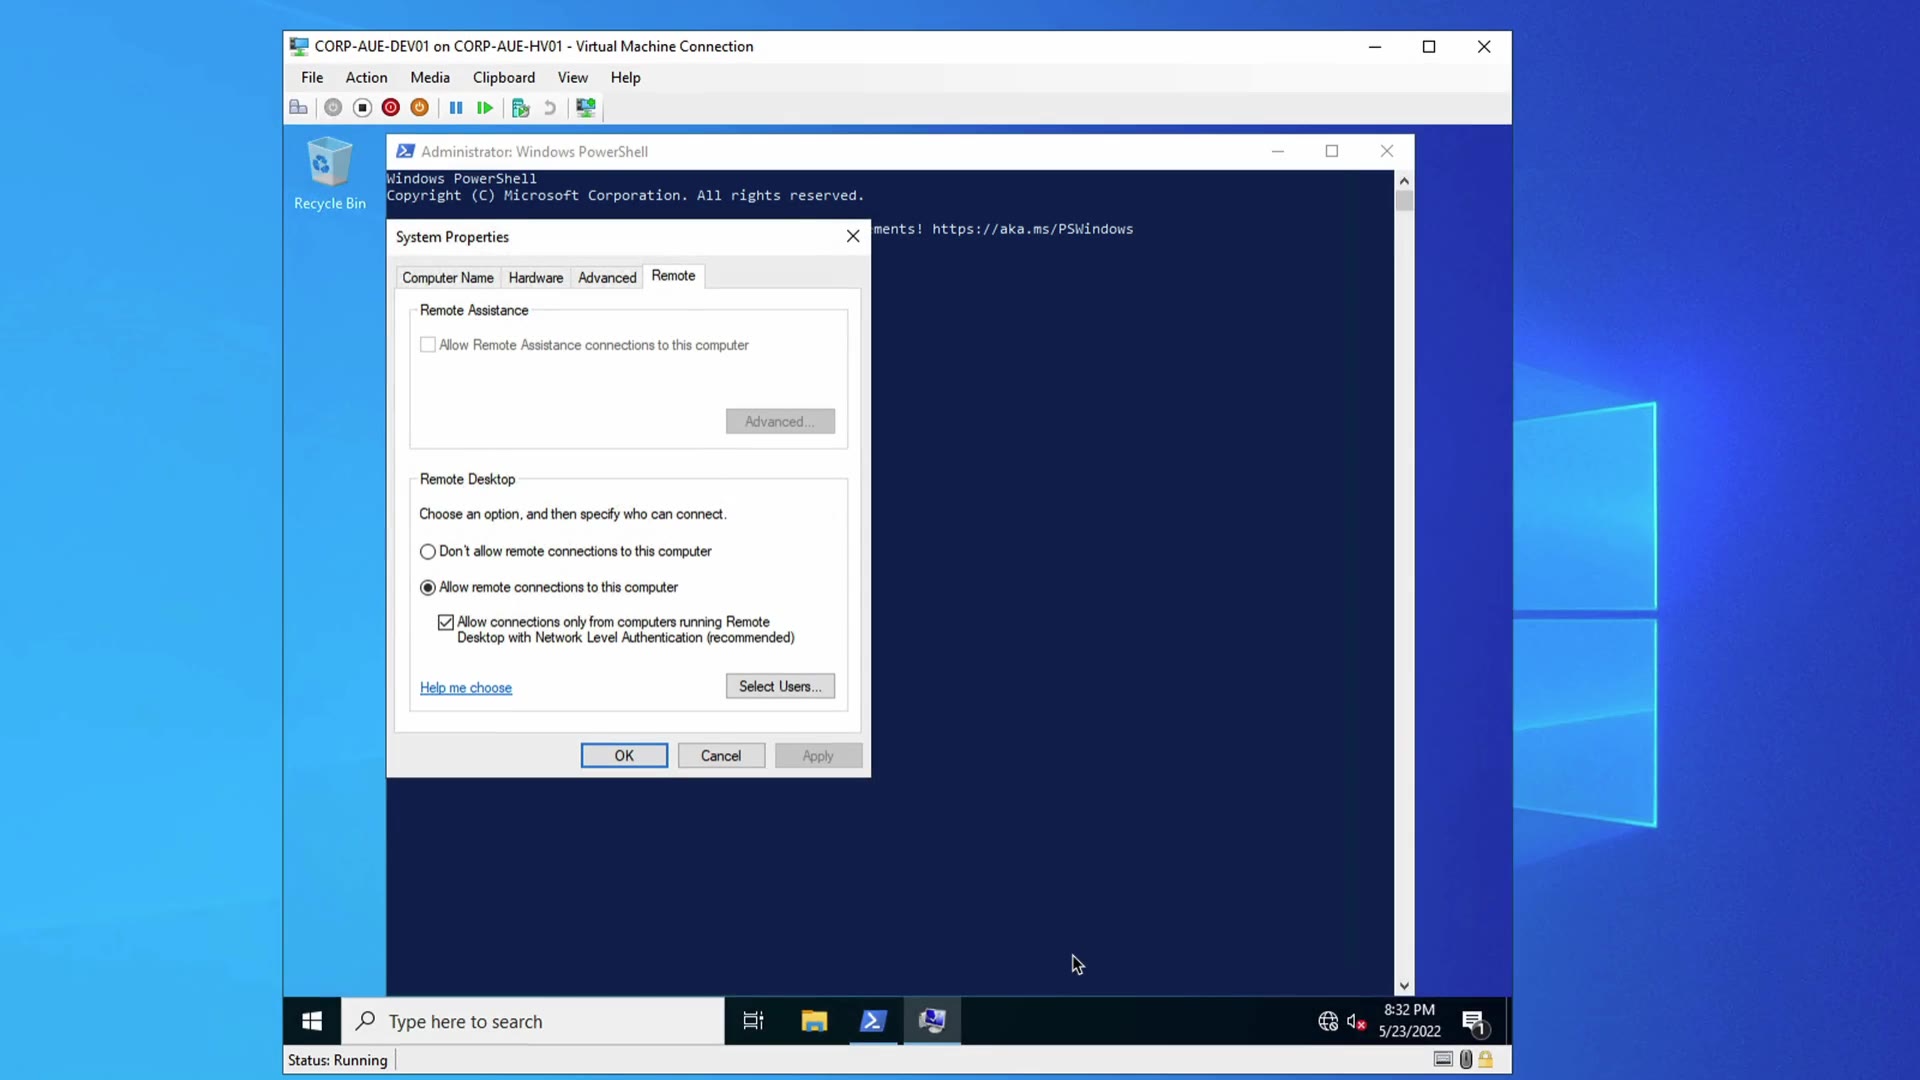 CORP-AUE-DEV01 on CORP-AUE-HV01 - Virtual Machine Connection
File Action Media Clipboard View Help
Recycle Bin
Administrator: Windows PowerShell
Windows PowerShell
Copyright (C) Microsoft Corporation. All rights reserved.
ments! https://aka.ms/PSWindows
System Properties
Computer Name Hardware Advanced Remote
Remote Assistance
Allow Remote Assistance connections to this computer
Advanced...
Remote Desktop
Choose an option, and then specify who can connect.
Don't allow remote connections to this computer
Allow remote connections to this computer
Allow connections only from computers running Remote
Desktop with Network Level Authentication (recommended)
Help me choose
Select Users...
OK Cancel Apply
Type here to search
8:32 PM
5/23/2022
1
Status: Running